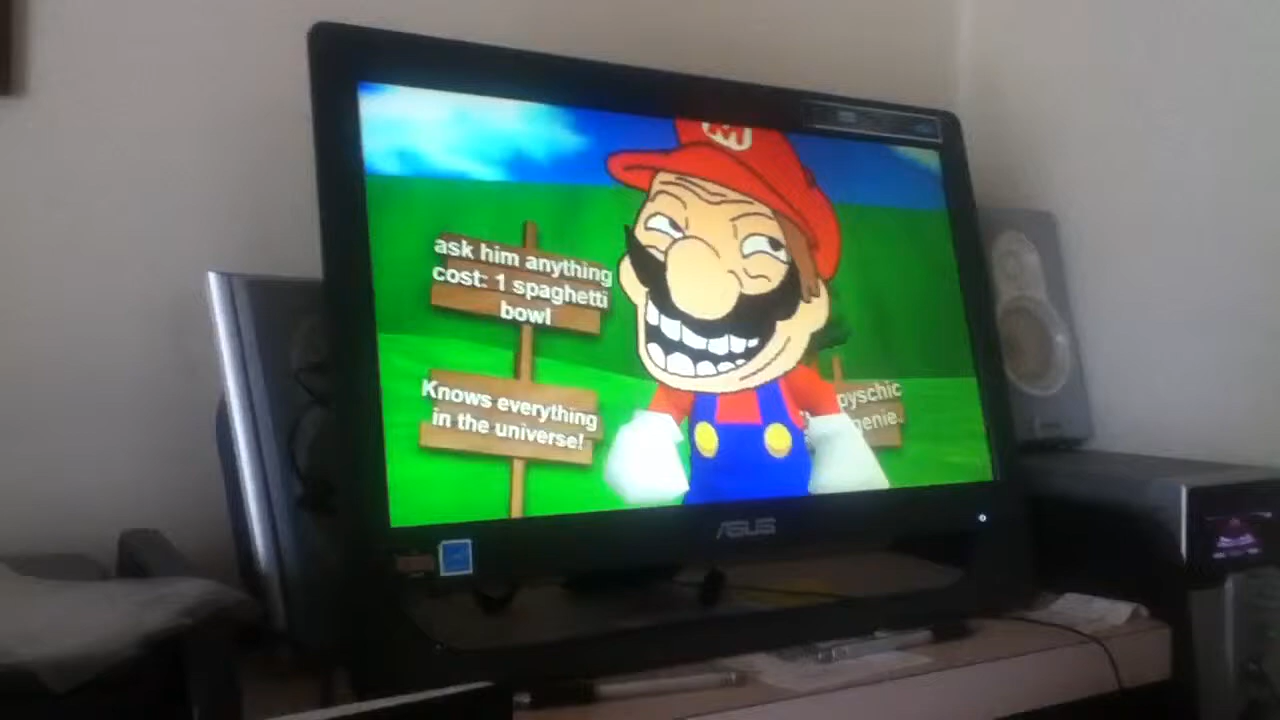 M
ask him anything
cost: 1 spaghetti
bowl
Knows everything
in the universe!
pyschic
genie.
ASUS